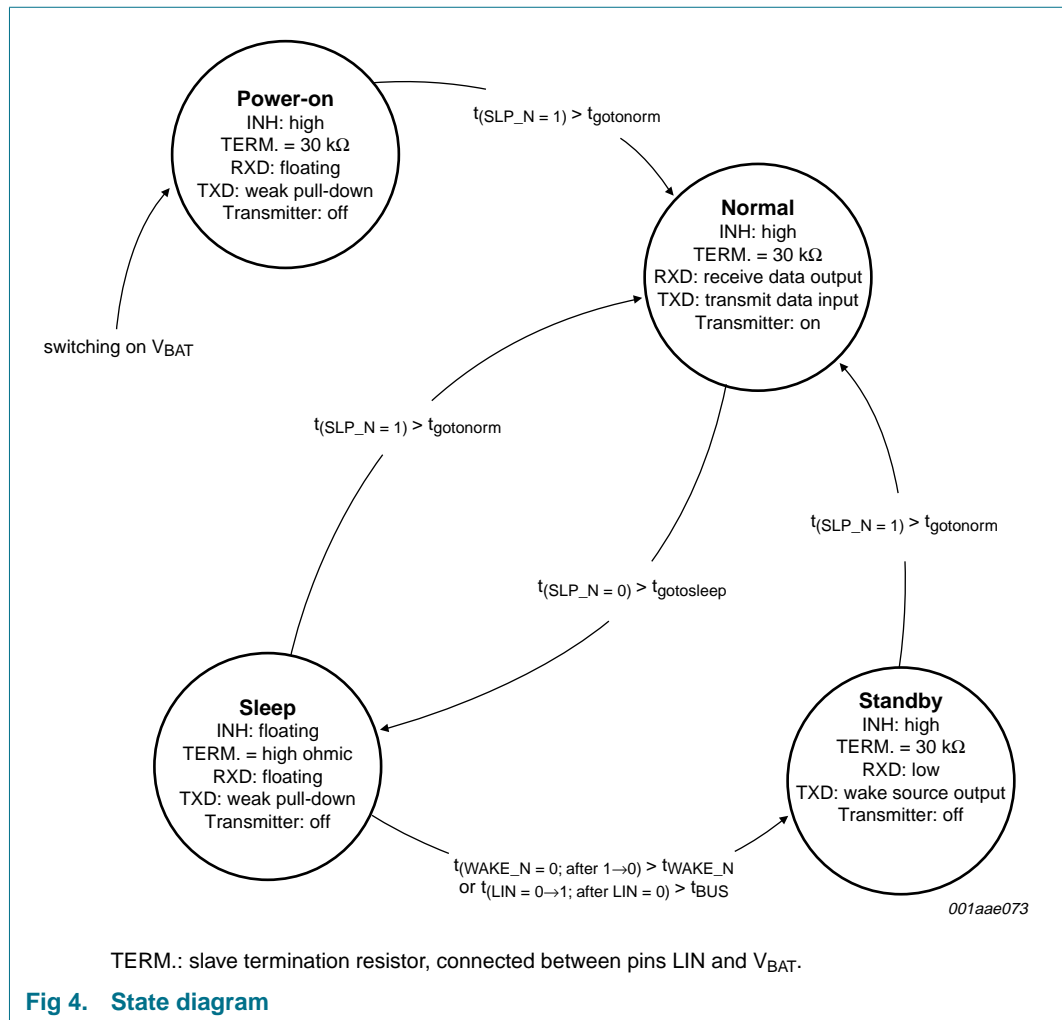 Power-on
INH: high
TERM. = 30 kΩ
RXD: floating
TXD: weak pull-down
Transmitter: off
t(SLP_N = 1) > tgotonorm
Normal
INH: high
TERM. = 30 kΩ
RXD: receive data output
TXD: transmit data input
Transmitter: on
switching on VBAT
t(SLP_N = 1) > tgotonorm
t(SLP_N = 1) > tgotonorm
t(SLP_N = 0) > tgotosleep
Sleep
INH: floating
TERM. = high ohmic
RXD: floating
TXD: weak pull-down
Transmitter: off
Standby
INH: high
TERM. = 30 kΩ
RXD: low
TXD: wake source output
Transmitter: off
t(WAKE_N = 0; after 1→0) > tWAKE_N
or t(LIN = 0→1; after LIN = 0) > tBUS
001aae073
TERM.: slave termination resistor, connected between pins LIN and VBAT.
Fig 4. State diagram